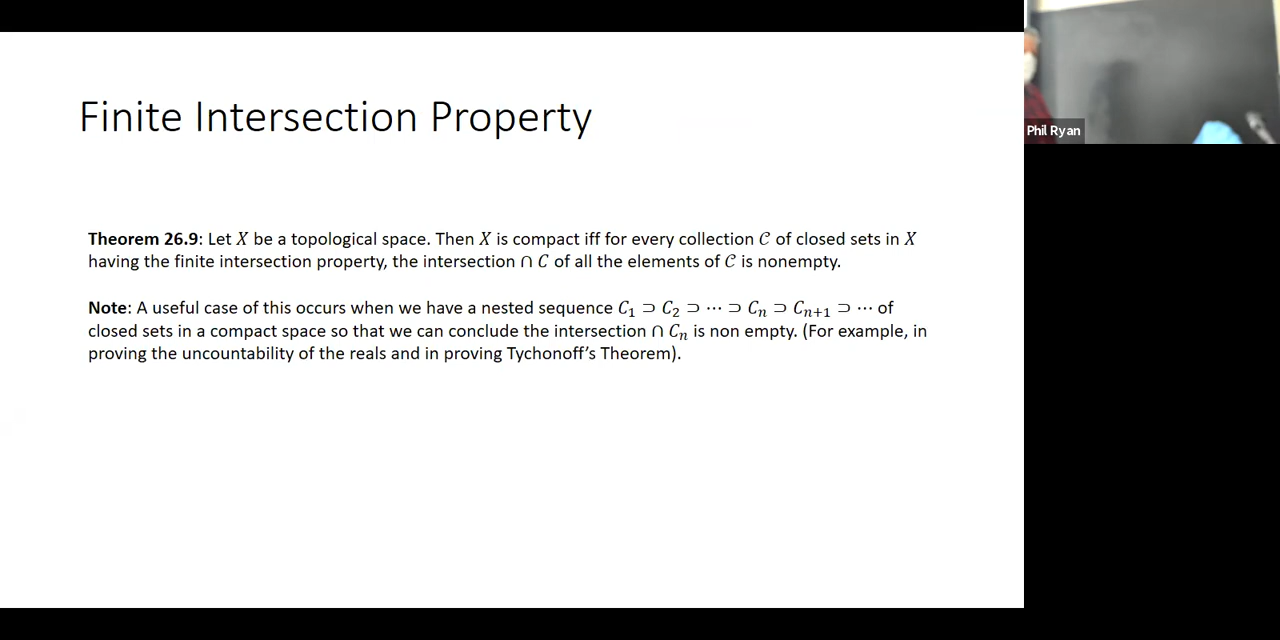 Finite Intersection Property
Theorem 26.9: Let 𝑋 be a topological space. Then 𝑋 is compact iff for every collection 𝒞 of closed sets in 𝑋
having the finite intersection property, the intersection ∩ 𝐶 of all the elements of 𝒞 is nonempty.
Note: A useful case of this occurs when we have a nested sequence 𝐶₁ ⊃ 𝐶₂ ⊃ ⋯ ⊃ 𝐶ₙ ⊃ 𝐶ₙ₊₁ ⊃ ⋯ of
closed sets in a compact space so that we can conclude the intersection ∩ 𝐶ₙ is non empty. (For example, in
proving the uncountability of the reals and in proving Tychonoff’s Theorem).
Phil Ryan